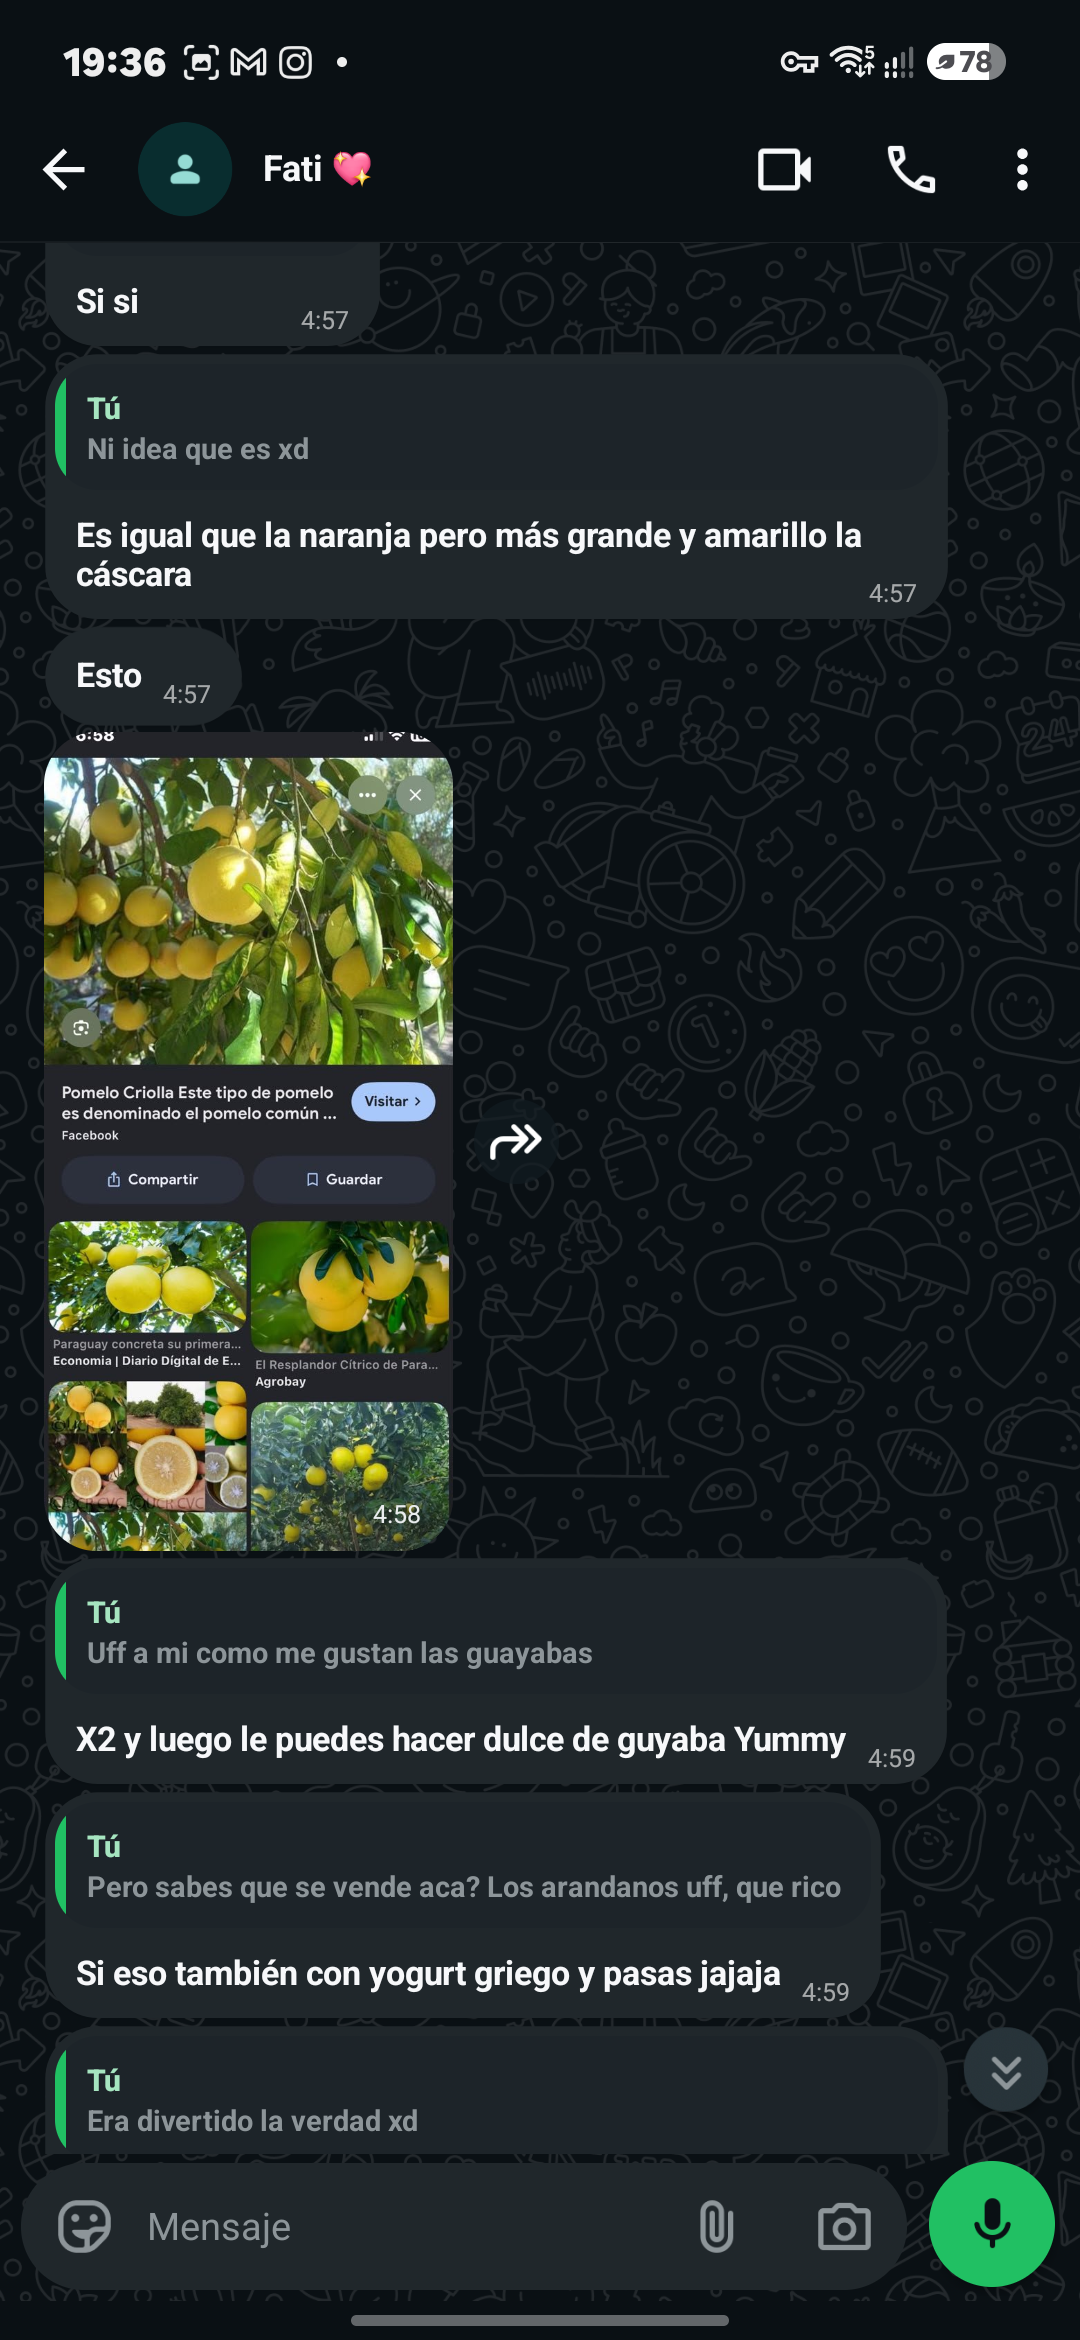 19:36
5
78
Fati 💖
Si si
4:57
Tú
Ni idea que es xd
Es igual que la naranja pero más grande y amarillo la
cáscara
4:57
Esto
4:57
6:58
Pomelo Criolla Este tipo de pomelo
es denominado el pomelo común ...
Visitar
Facebook
Compartir
Guardar
Paraguay concreta su primera...
Economia | Diario Dígital de E...
El Resplandor Cítrico de Para...
Agrobay
4:58
Tú
Uff a mi como me gustan las guayabas
X2 y luego le puedes hacer dulce de guyaba Yummy
4:59
Tú
Pero sabes que se vende aca? Los arandanos uff, que rico
Si eso también con yogurt griego y pasas jajaja
4:59
Tú
Era divertido la verdad xd
Mensaje